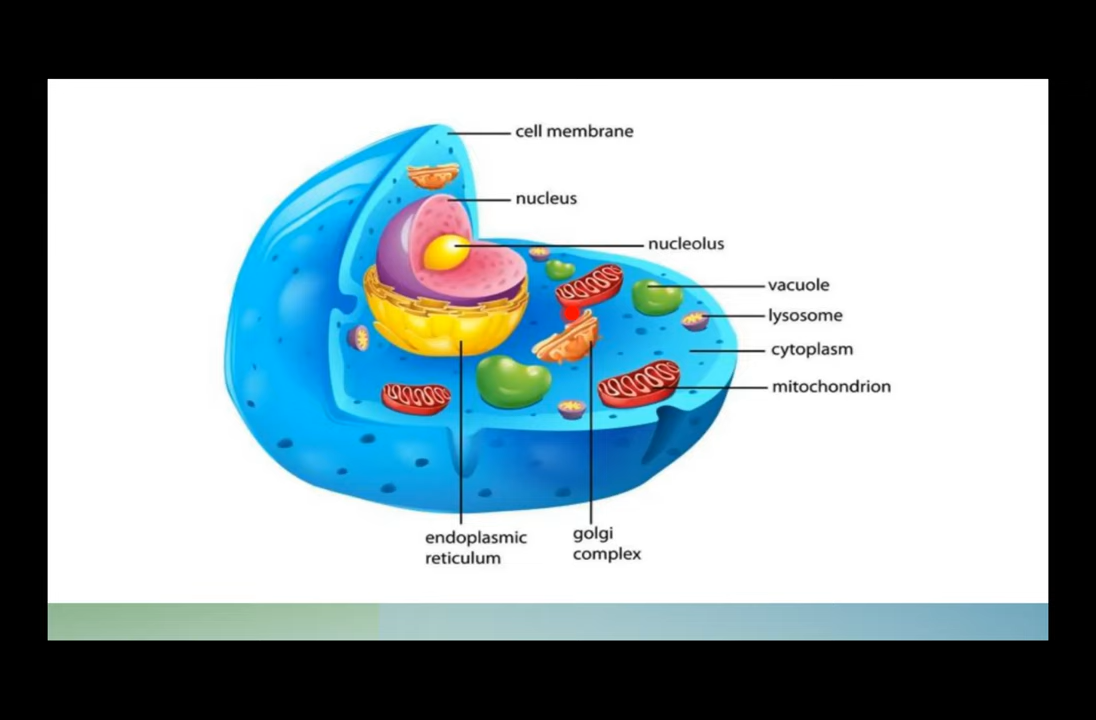 cell membrane
nucleus
nucleolus
vacuole
lysosome
cytoplasm
mitochondrion
endoplasmic
reticulum
golgi
complex